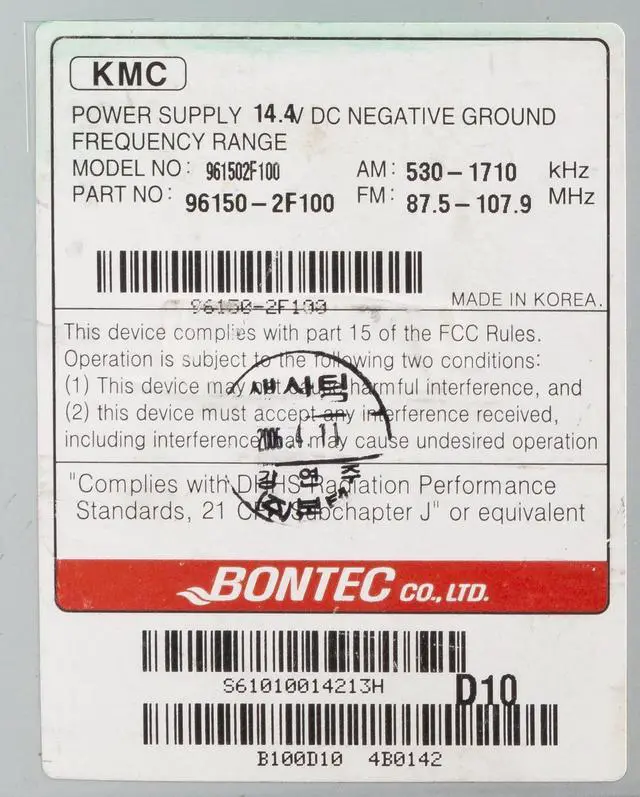 KMC
POWER SUPPLY 14.4V DC NEGATIVE GROUND
FREQUENCY RANGE
MODEL NO: 961502F100 AM: 530-1710 kHz
PART NO: 96150-2F100 FM: 87.5-107.9 MHz
96150-2F100
MADE IN KOREA.
This device complies with part 15 of the FCC Rules.
Operation is subject to the following two conditions:
(1) This device may not cause harmful interference, and
(2) this device must accept any interference received,
including interference that may cause undesired operation
2006
"Complies with DHHS Radiation Performance
Standards, 21 CFR Subchapter J" or equivalent
BONTEC CO., LTD.
S61010014213H
D10
B100D10 4B0142